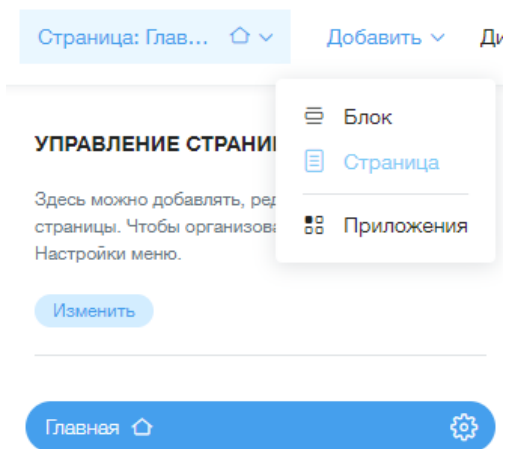 Страница: Глав... Добавить Ди
Блок
УПРАВЛЕНИЕ СТРАНИ
Страница
Здесь можно добавлять, ред
страницы. Чтобы организова
Приложения
Настройки меню.
Изменить
Главная